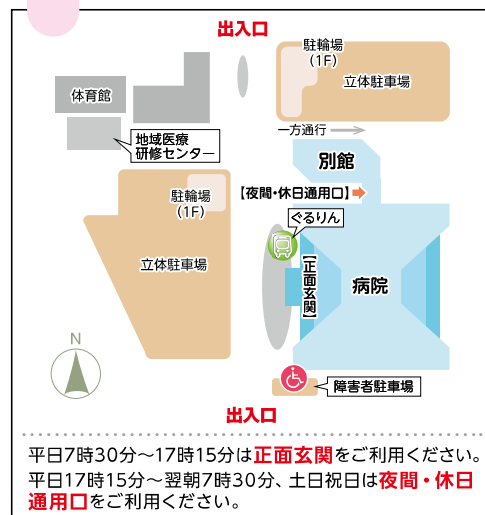 出入口
駐輪場
(1F)
立体駐車場
体育館
地域医療
研修センター
一方通行
別館
【夜間・休日通用口】
駐輪場
(1F)
ぐるりん
立体駐車場
【正面玄関】
病院
N
障害者駐車場
出入口
平日7時30分～17時15分は正面玄関をご利用ください。
平日17時15分～翌朝7時30分、土日祝日は夜間・休日
通用口をご利用ください。